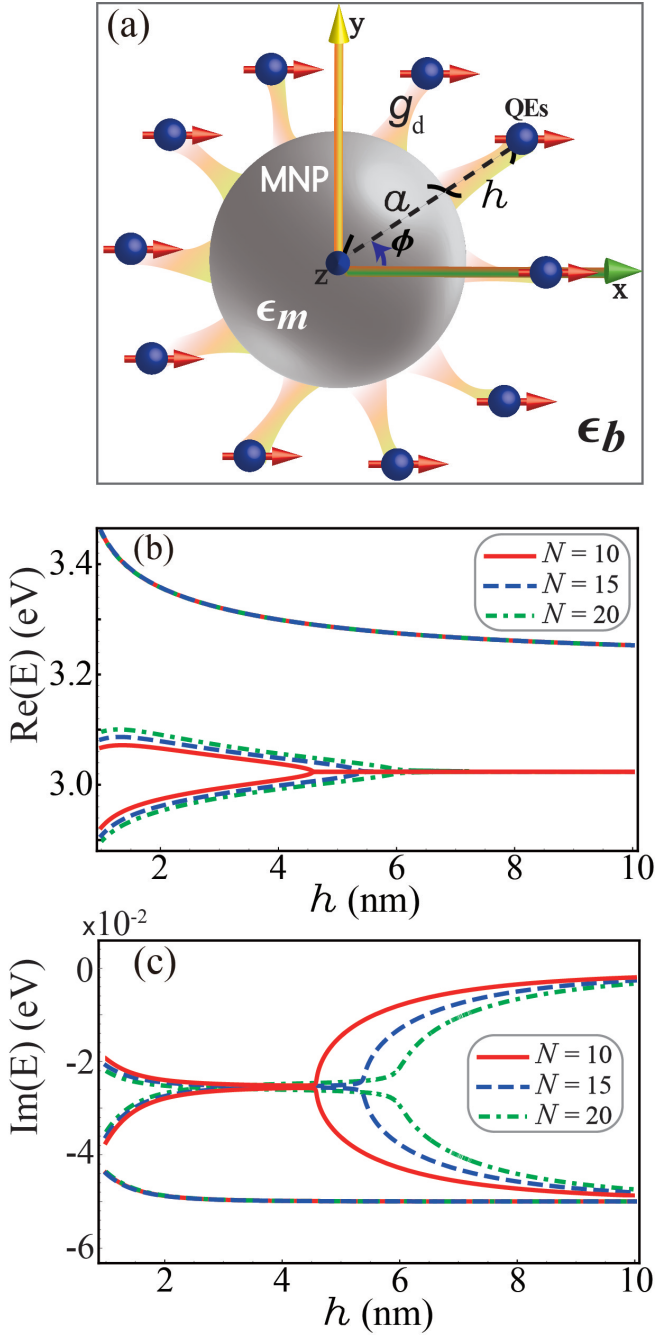 (a)
y
g_d
QEs
MNP
a
h
ϕ
z
x
ϵ_m
ϵ_b
(b)
Re(E) (eV)
3.4
3.2
3.0
N = 10
N = 15
N = 20
2 4 6 8 10
h (nm)
x10^-2
(c)
Im(E) (eV)
0
-2
-4
-6
N = 10
N = 15
N = 20
2 4 6 8 10
h (nm)